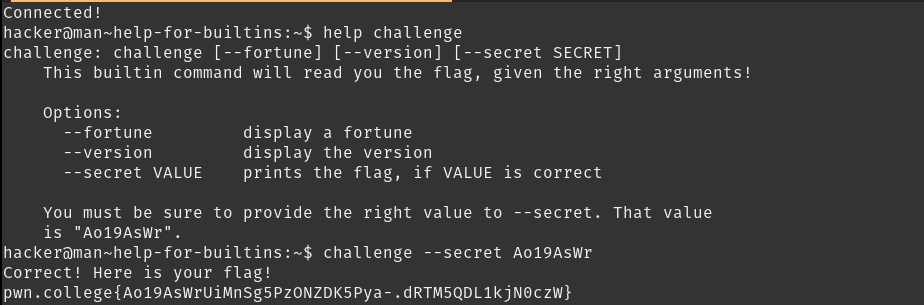 Connected!
hacker@man~help-for-builtins:~$ help challenge
challenge: challenge [--fortune] [--version] [--secret SECRET]
    This builtin command will read you the flag, given the right arguments!

    Options:
      --fortune         display a fortune
      --version         display the version
      --secret VALUE    prints the flag, if VALUE is correct

    You must be sure to provide the right value to --secret. That value
    is "Ao19AsWr".
hacker@man~help-for-builtins:~$ challenge --secret Ao19AsWr
Correct! Here is your flag!
pwn.college{Ao19AsWrUiMnSg5PzONZDK5Pya-.dRTM5QDL1kjN0czW}